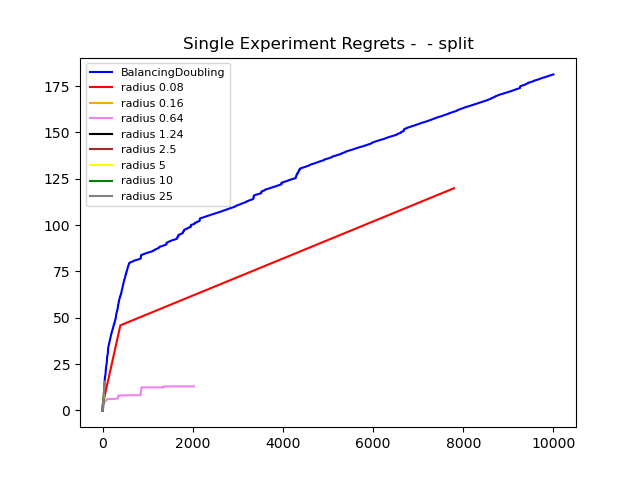 Single Experiment Regrets -  - split
BalancingDoubling
radius 0.08
radius 0.16
radius 0.64
radius 1.24
radius 2.5
radius 5
radius 10
radius 25
175
150
125
100
75
50
25
0
0 2000 4000 6000 8000 10000